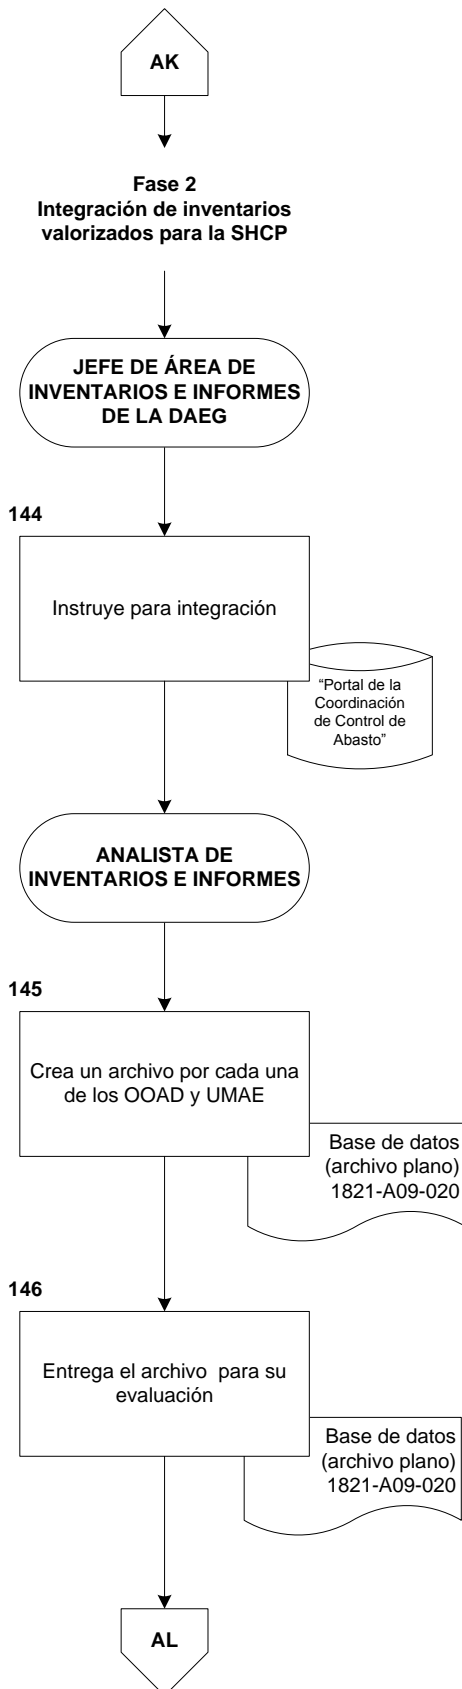 AK
Fase 2
Integración de inventarios
valorizados para la SHCP
JEFE DE ÁREA DE
INVENTARIOS E INFORMES
DE LA DAEG
144
Instruye para integración
“Portal de la
Coordinación
de Control de
Abasto”
ANALISTA DE
INVENTARIOS E INFORMES
145
Crea un archivo por cada una
de los OOAD y UMAE
Base de datos
(archivo plano)
1821-A09-020
146
Entrega el archivo  para su
evaluación
Base de datos
(archivo plano)
1821-A09-020
AL